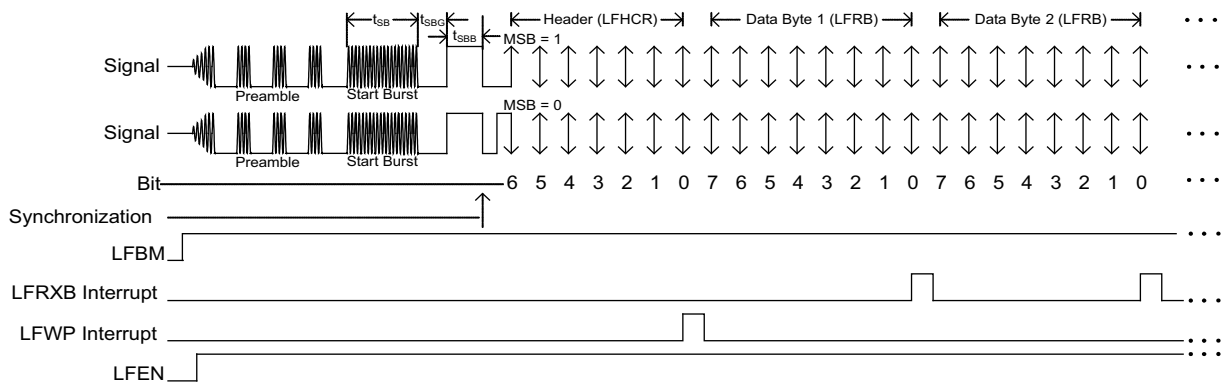 tSB tSBG Header (LFHCR) Data Byte 1 (LFRB) Data Byte 2 (LFRB) • • •
tSBB MSB = 1
Signal • • •
Preamble Start Burst
MSB = 0
Signal • • •
Preamble Start Burst
Bit 6 5 4 3 2 1 0 7 6 5 4 3 2 1 0 7 6 5 4 3 2 1 0 • • •
Synchronization
LFBM • • •
LFRXB Interrupt • • •
LFWP Interrupt • • •
LFEN • • •